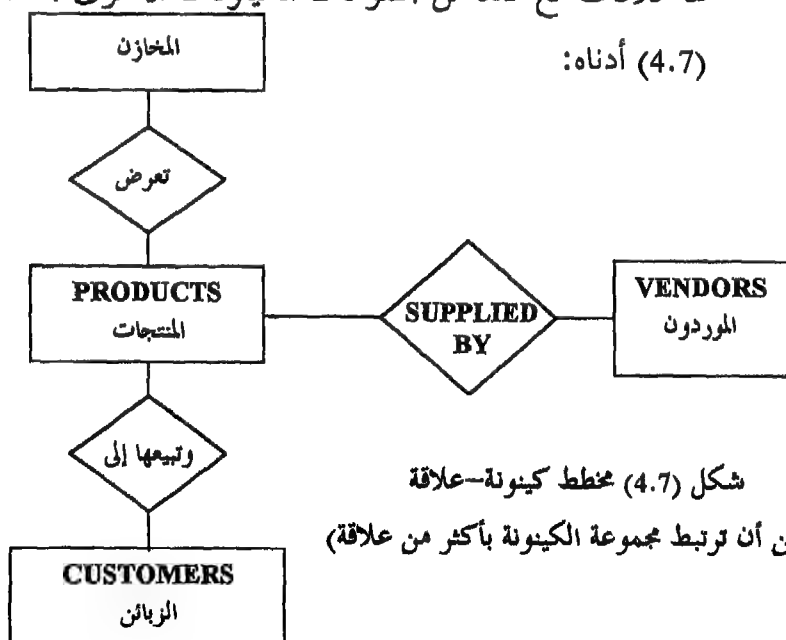 (4.7) أدناه:
المخازن
تعرض
PRODUCTS
المنتجات
SUPPLIED
BY
VENDORS
الموردون
وتبيعها إلى
شكل (4.7) مخطط كينونة–علاقة
أن ترتبط مجموعة الكينونة بأكثر من علاقة)
CUSTOMERS
الزبائن